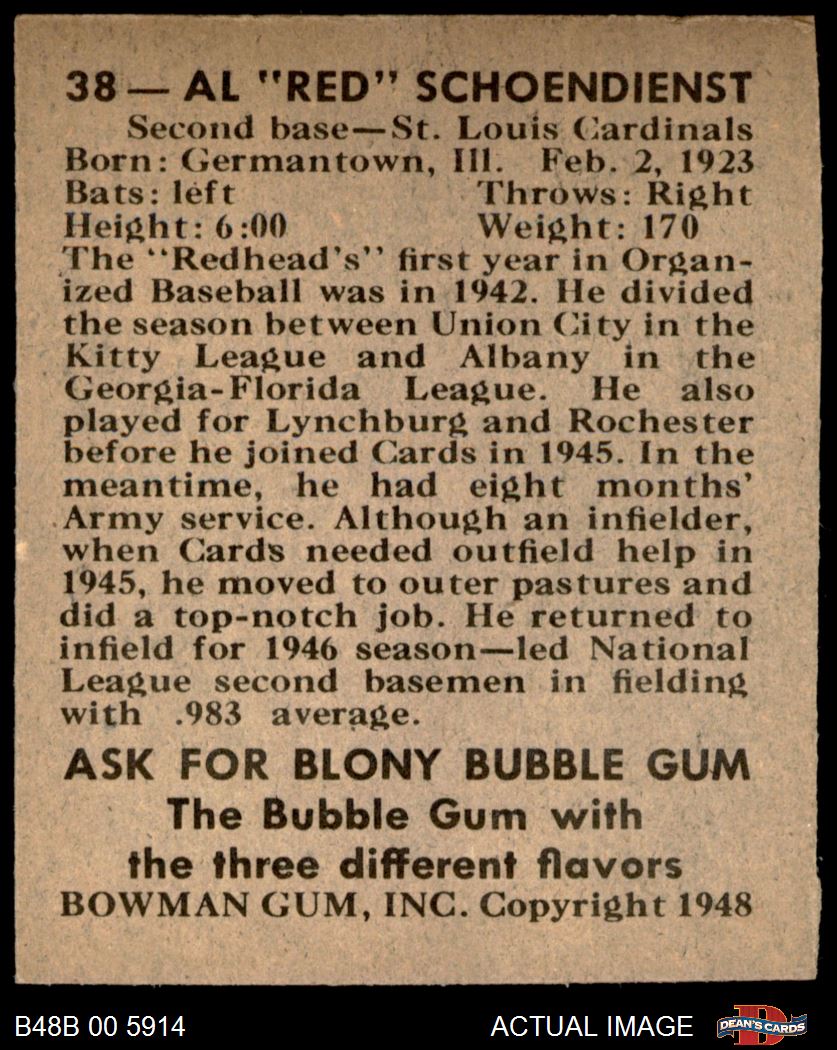 38 — AL "RED" SCHOENDIENST
Second base—St. Louis Cardinals
Born: Germantown, Ill. Feb. 2, 1923
Bats: left Throws: Right
Height: 6:00 Weight: 170
The "Redhead's" first year in Organ-
ized Baseball was in 1942. He divided
the season between Union City in the
Kitty League and Albany in the
Georgia-Florida League. He also
played for Lynchburg and Rochester
before he joined Cards in 1945. In the
meantime, he had eight months'
Army service. Although an infielder,
when Cards needed outfield help in
1945, he moved to outer pastures and
did a top-notch job. He returned to
infield for 1946 season—led National
League second basemen in fielding
with .983 average.
ASK FOR BLONY BUBBLE GUM
The Bubble Gum with
the three different flavors
BOWMAN GUM, INC. Copyright 1948
B48B 00 5914 ACTUAL IMAGE D DEAN'S CARDS